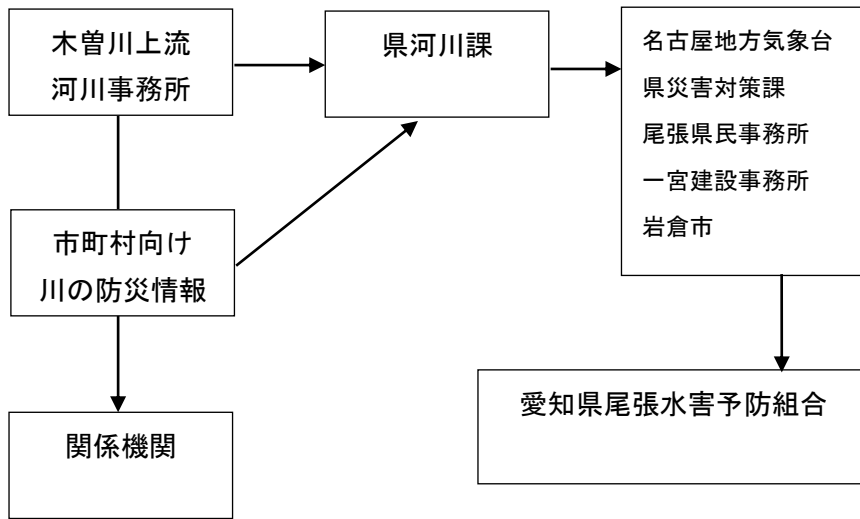 木曽川上流
河川事務所
県河川課
名古屋地方気象台
県災害対策課
尾張県民事務所
一宮建設事務所
岩倉市
市町村向け
川の防災情報
関係機関
愛知県尾張水害予防組合